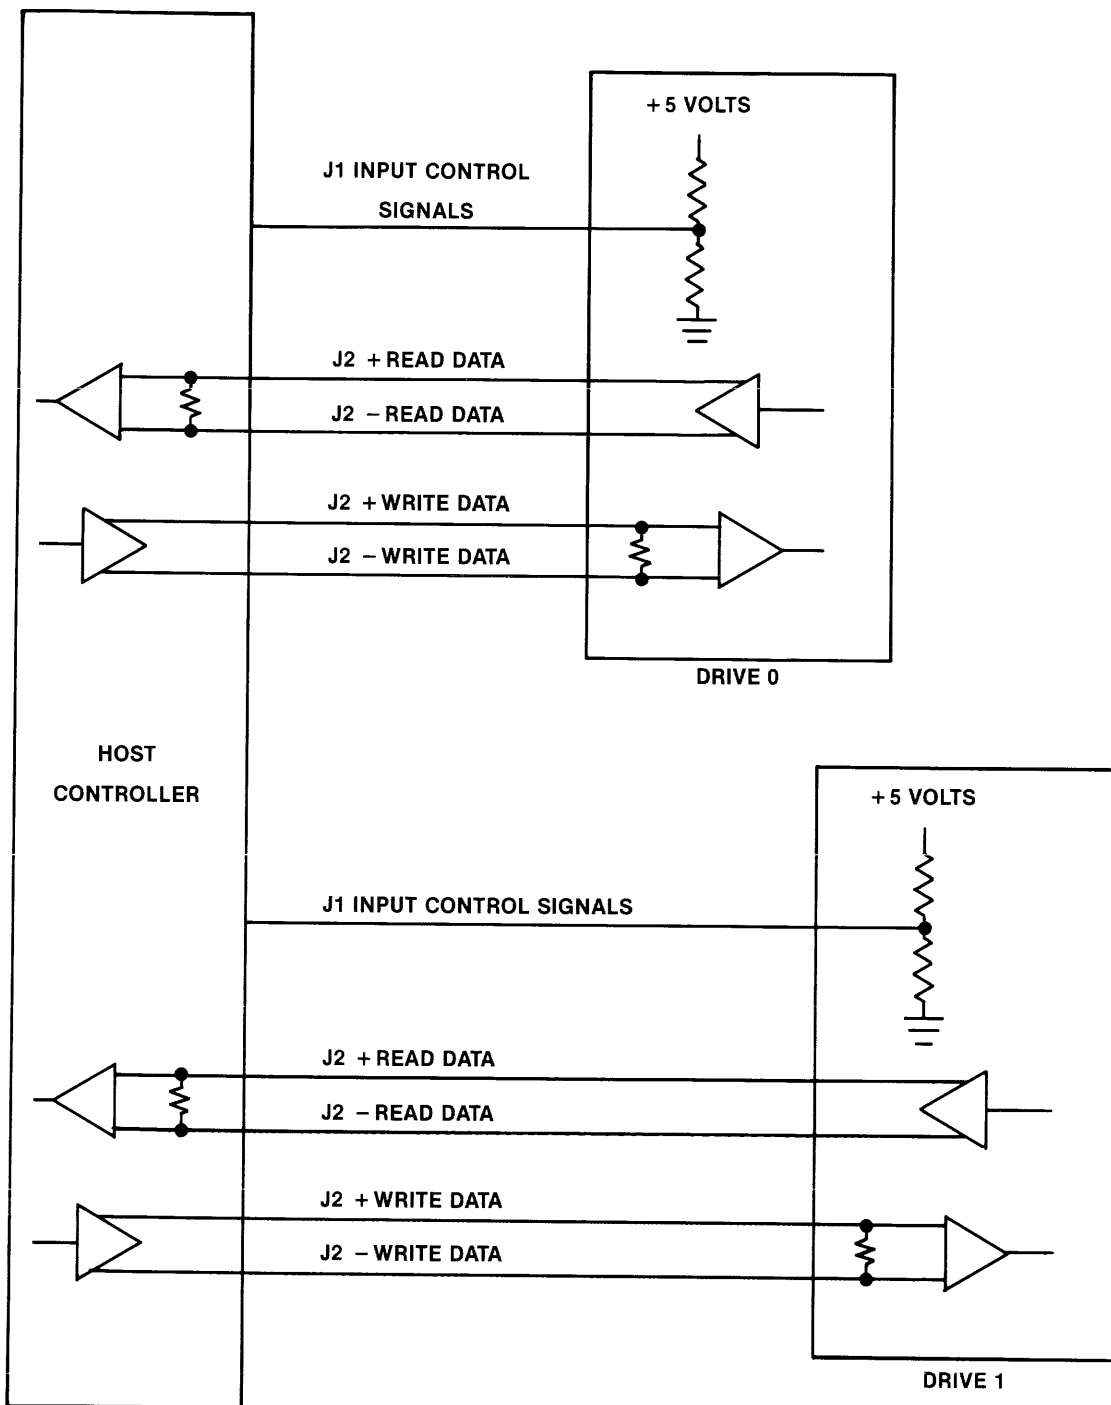 +5 VOLTS
J1 INPUT CONTROL
SIGNALS
J2 +READ DATA
J2 −READ DATA
J2 +WRITE DATA
J2 −WRITE DATA
DRIVE 0
HOST
CONTROLLER
+5 VOLTS
J1 INPUT CONTROL SIGNALS
J2 +READ DATA
J2 −READ DATA
J2 +WRITE DATA
J2 −WRITE DATA
DRIVE 1